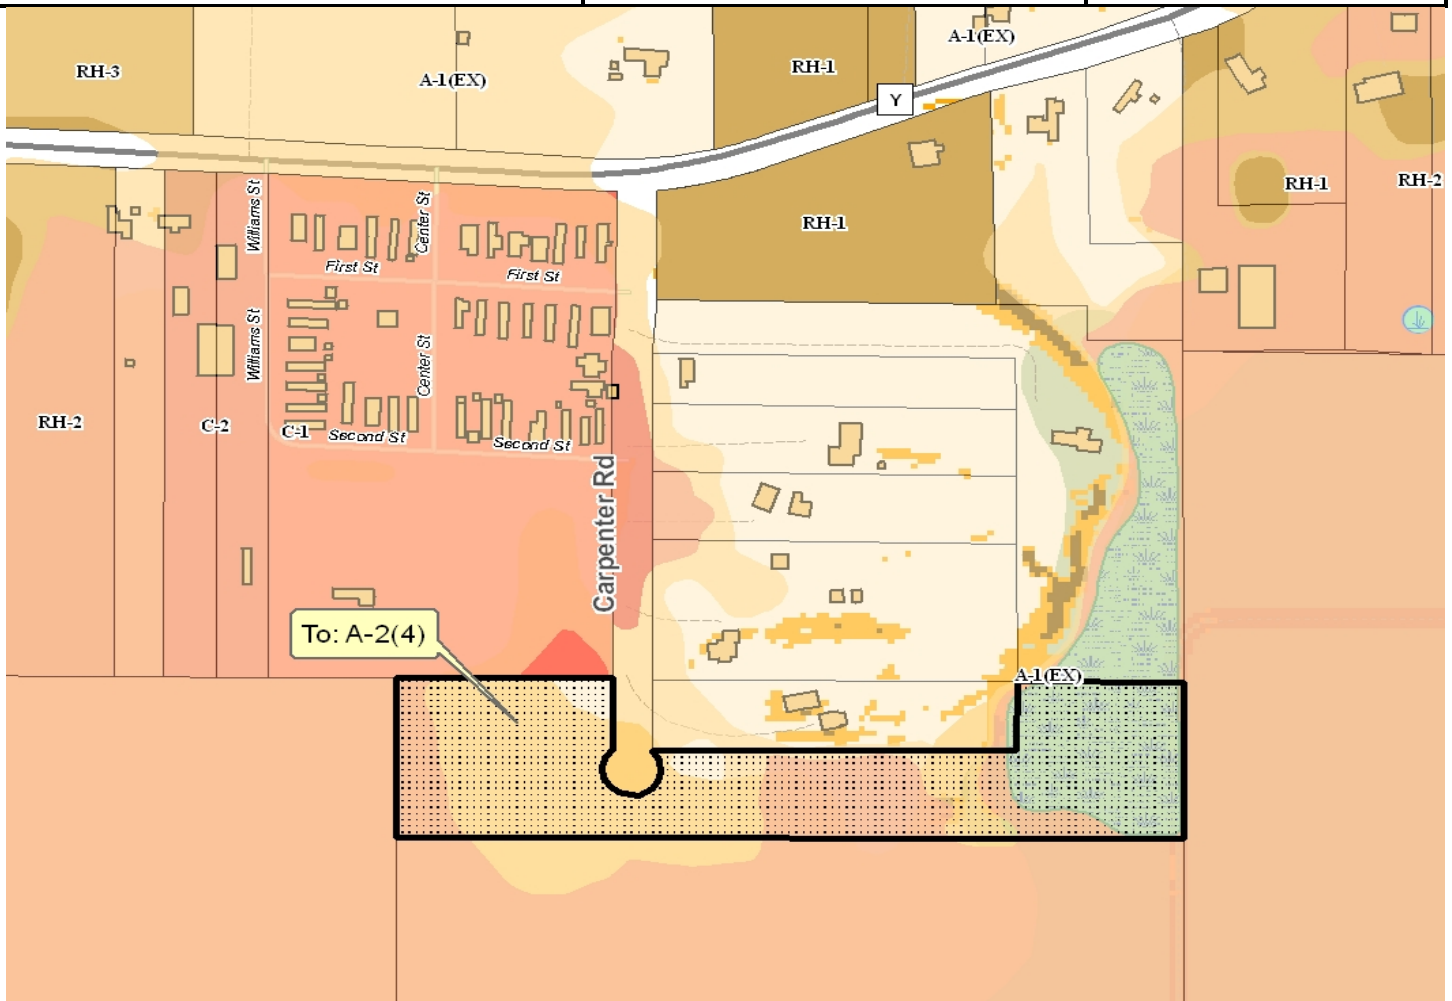 A-1(EX)
RH-3
RH-1
A-1(EX)
Y
RH-2
RH-1
Williams St
Center St
RH-1
First St
First St
Williams St
Center St
RH-2
C-2
C-1
Second St
Second St
Carpenter Rd
To: A-2(4)
A-1(EX)